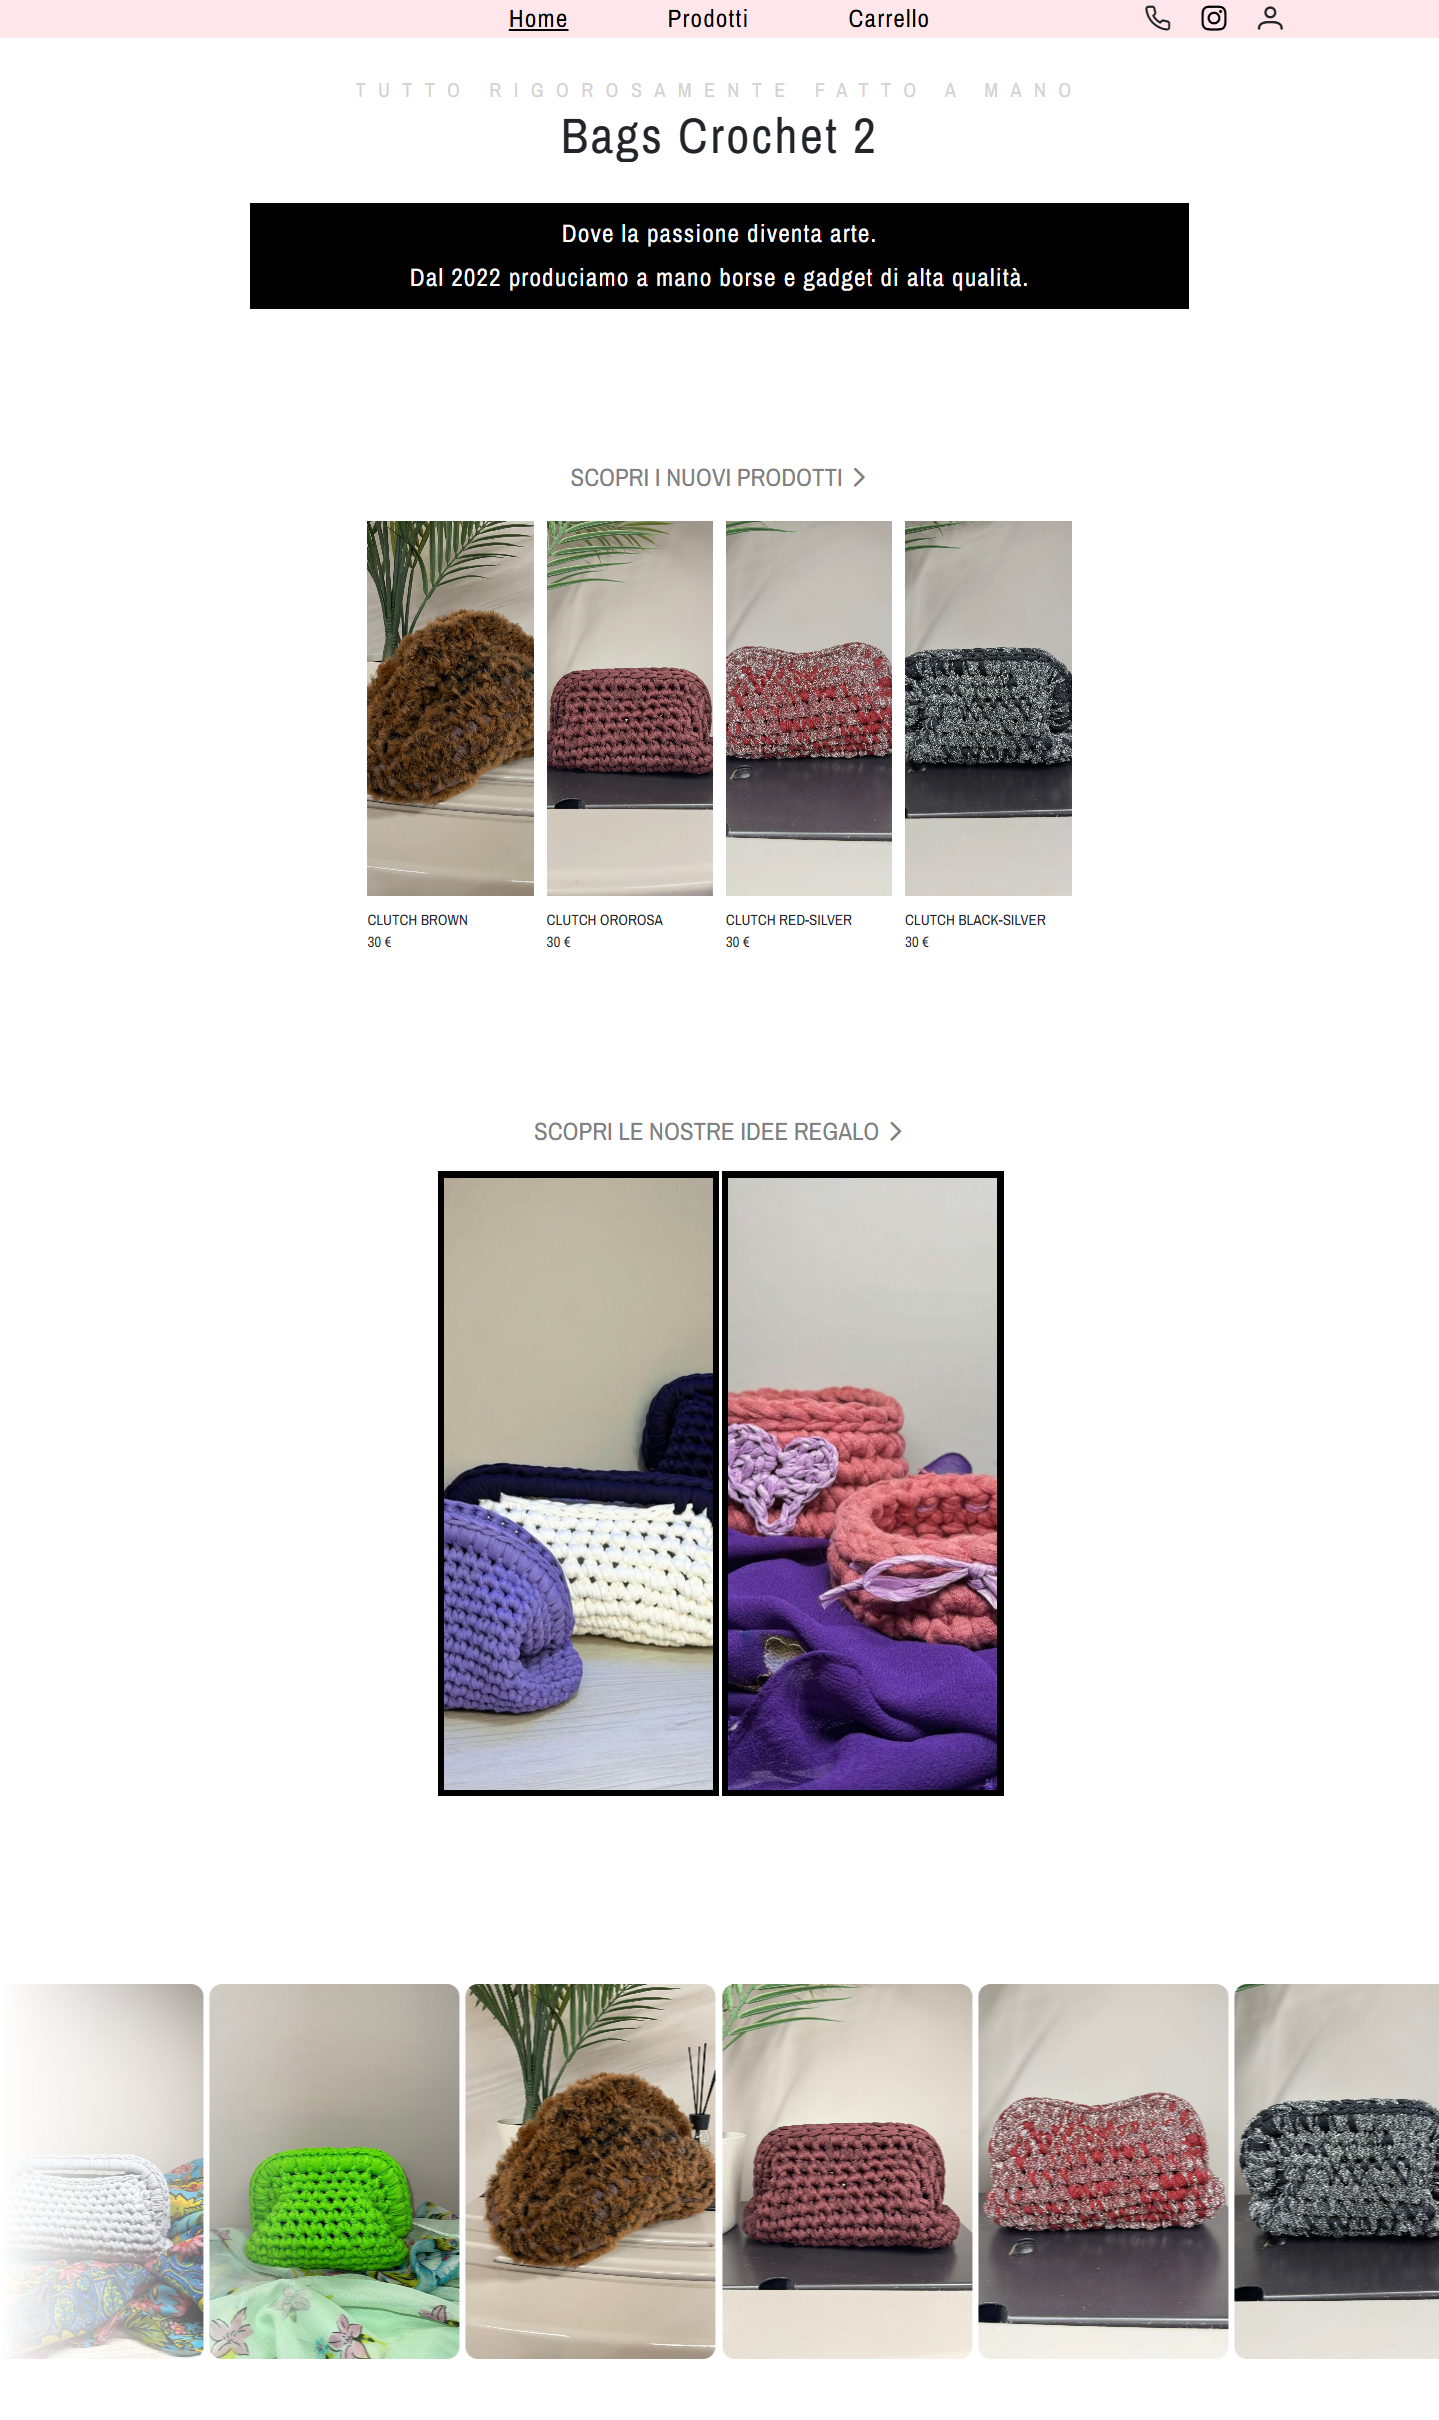 Home
Prodotti
Carrello
TUTTO RIGOROSAMENTE FATTO A MANO
Bags Crochet 2
Dove la passione diventa arte.
Dal 2022 produciamo a mano borse e gadget di alta qualità.
SCOPRI I NUOVI PRODOTTI
CLUTCH BROWN
30 €
CLUTCH OROROSA
30 €
CLUTCH RED-SILVER
30 €
CLUTCH BLACK-SILVER
30 €
SCOPRI LE NOSTRE IDEE REGALO